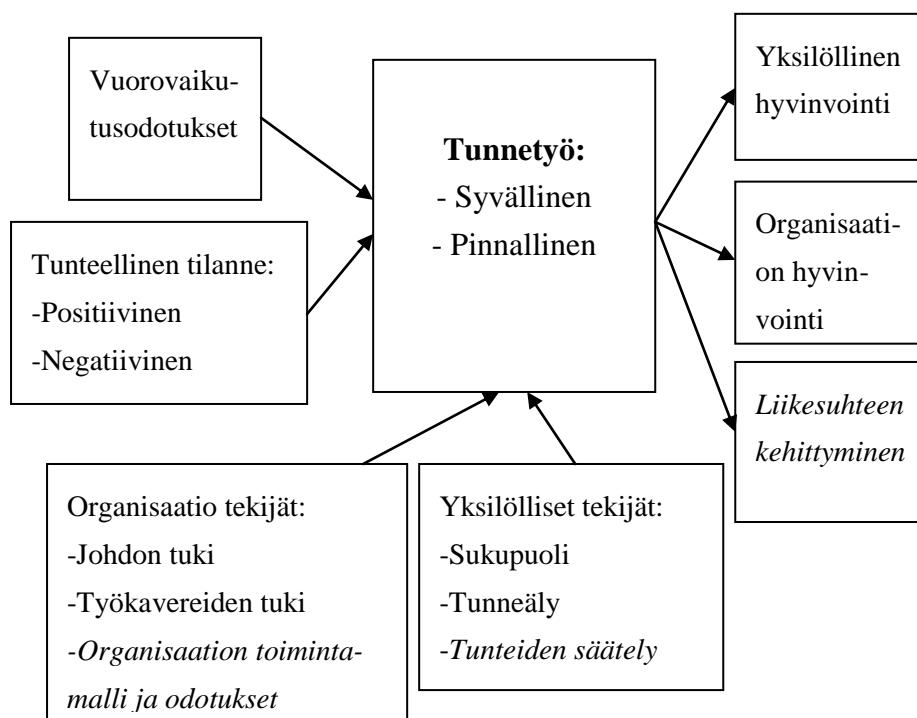 Vuorovaiku-
tusodotukset
Tunteellinen tilanne:
-Positiivinen
-Negatiivinen
Tunnetyö:
- Syvällinen
- Pinnallinen
Yksilöllinen
hyvinvointi
Organisaati-
on hyvin-
vointi
Liikesuhteen
kehittyminen
Organisaatio tekijät:
-Johdon tuki
-Työkavereiden tuki
-Organisaation toiminta-
malli ja odotukset
Yksilölliset tekijät:
-Sukupuoli
-Tunneäly
-Tunteiden säätely